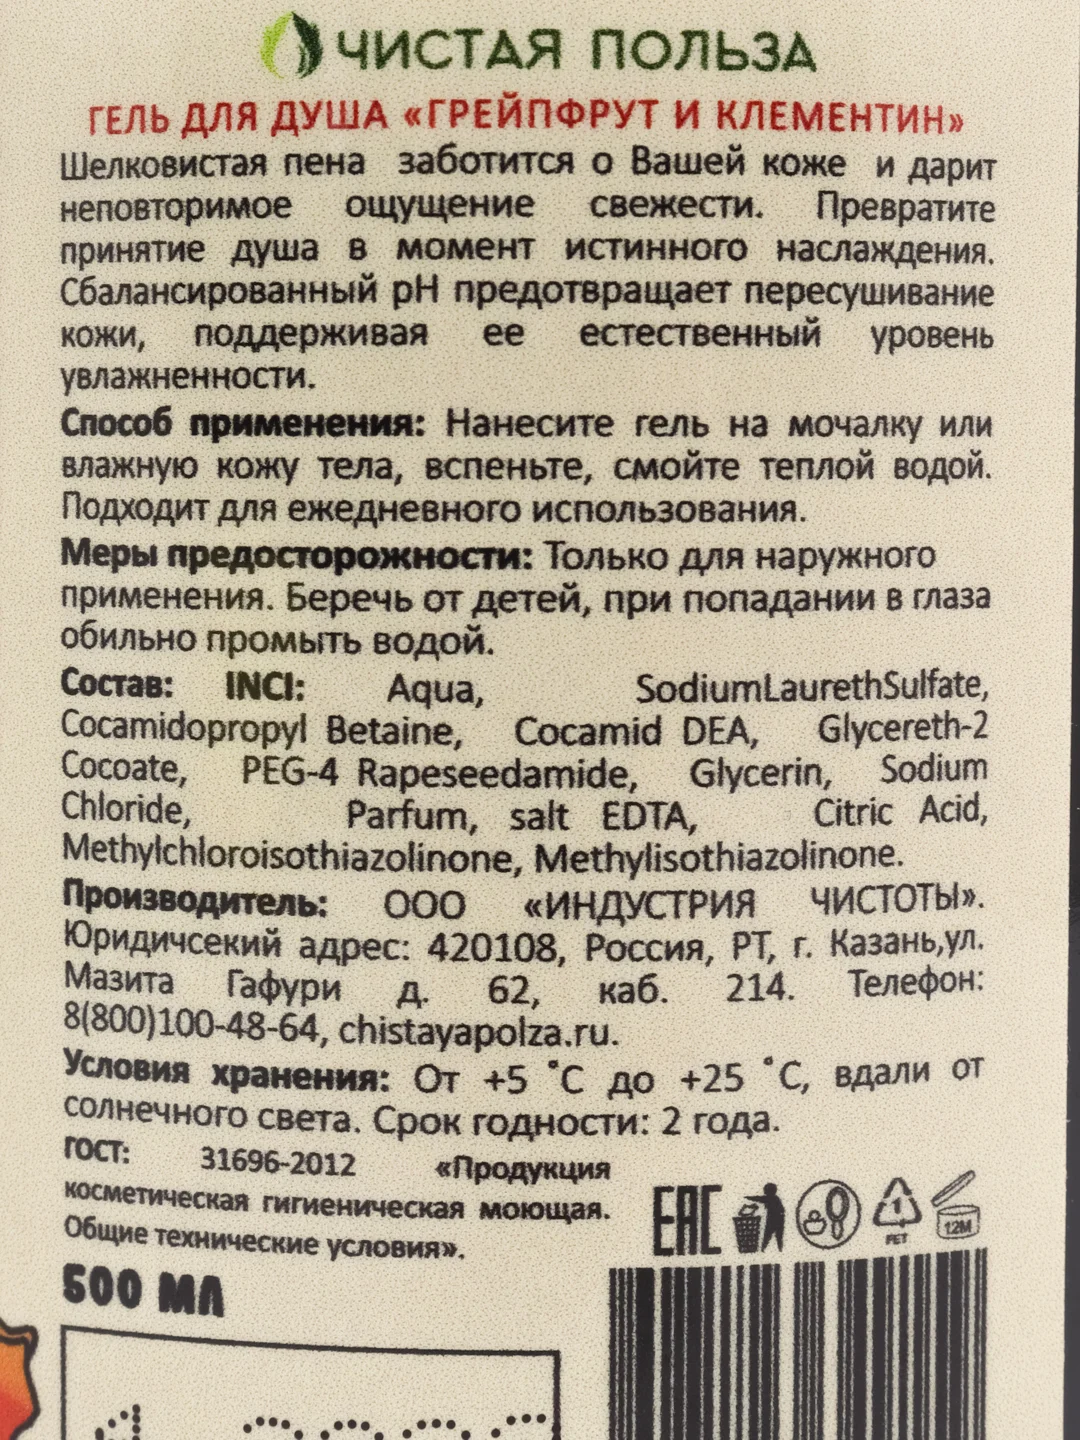 ЧИСТАЯ ПОЛЬЗА
ГЕЛЬ ДЛЯ ДУША «ГРЕЙПФРУТ И КЛЕМЕНТИН»
Шелковистая пена заботится о Вашей коже и дарит
неповторимое ощущение свежести. Превратите
принятие душа в момент истинного наслаждения.
Сбалансированный pH предотвращает пересушивание
кожи, поддерживая ее естественный уровень
увлажненности.
Способ применения: Нанесите гель на мочалку или
влажную кожу тела, вспеньте, смойте теплой водой.
Подходит для ежедневного использования.
Меры предосторожности: Только для наружного
применения. Беречь от детей, при попадании в глаза
обильно промыть водой.
Состав: INCI: Aqua, SodiumLaurethSulfate,
Cocamidopropyl Betaine, Cocamid DEA, Glycereth-2
Cocoate, PEG-4 Rapeseedamide, Glycerin, Sodium
Chloride, Parfum, salt EDTA, Citric Acid,
Methylchloroisothiazolinone, Methylisothiazolinone.
Производитель: ООО «ИНДУСТРИЯ ЧИСТОТЫ».
Юридичсекий адрес: 420108, Россия, РТ, г. Казань,ул.
Мазита Гафури д. 62, каб. 214. Телефон:
8(800)100-48-64, chistayapolza.ru.
Условия хранения: От +5 ˚С до +25 ˚С, вдали от
солнечного света. Срок годности: 2 года.
ГОСТ: 31696-2012 «Продукция
косметическая гигиеническая моющая.
Общие технические условия».
ЕАС
1
PET
12M
500 МЛ